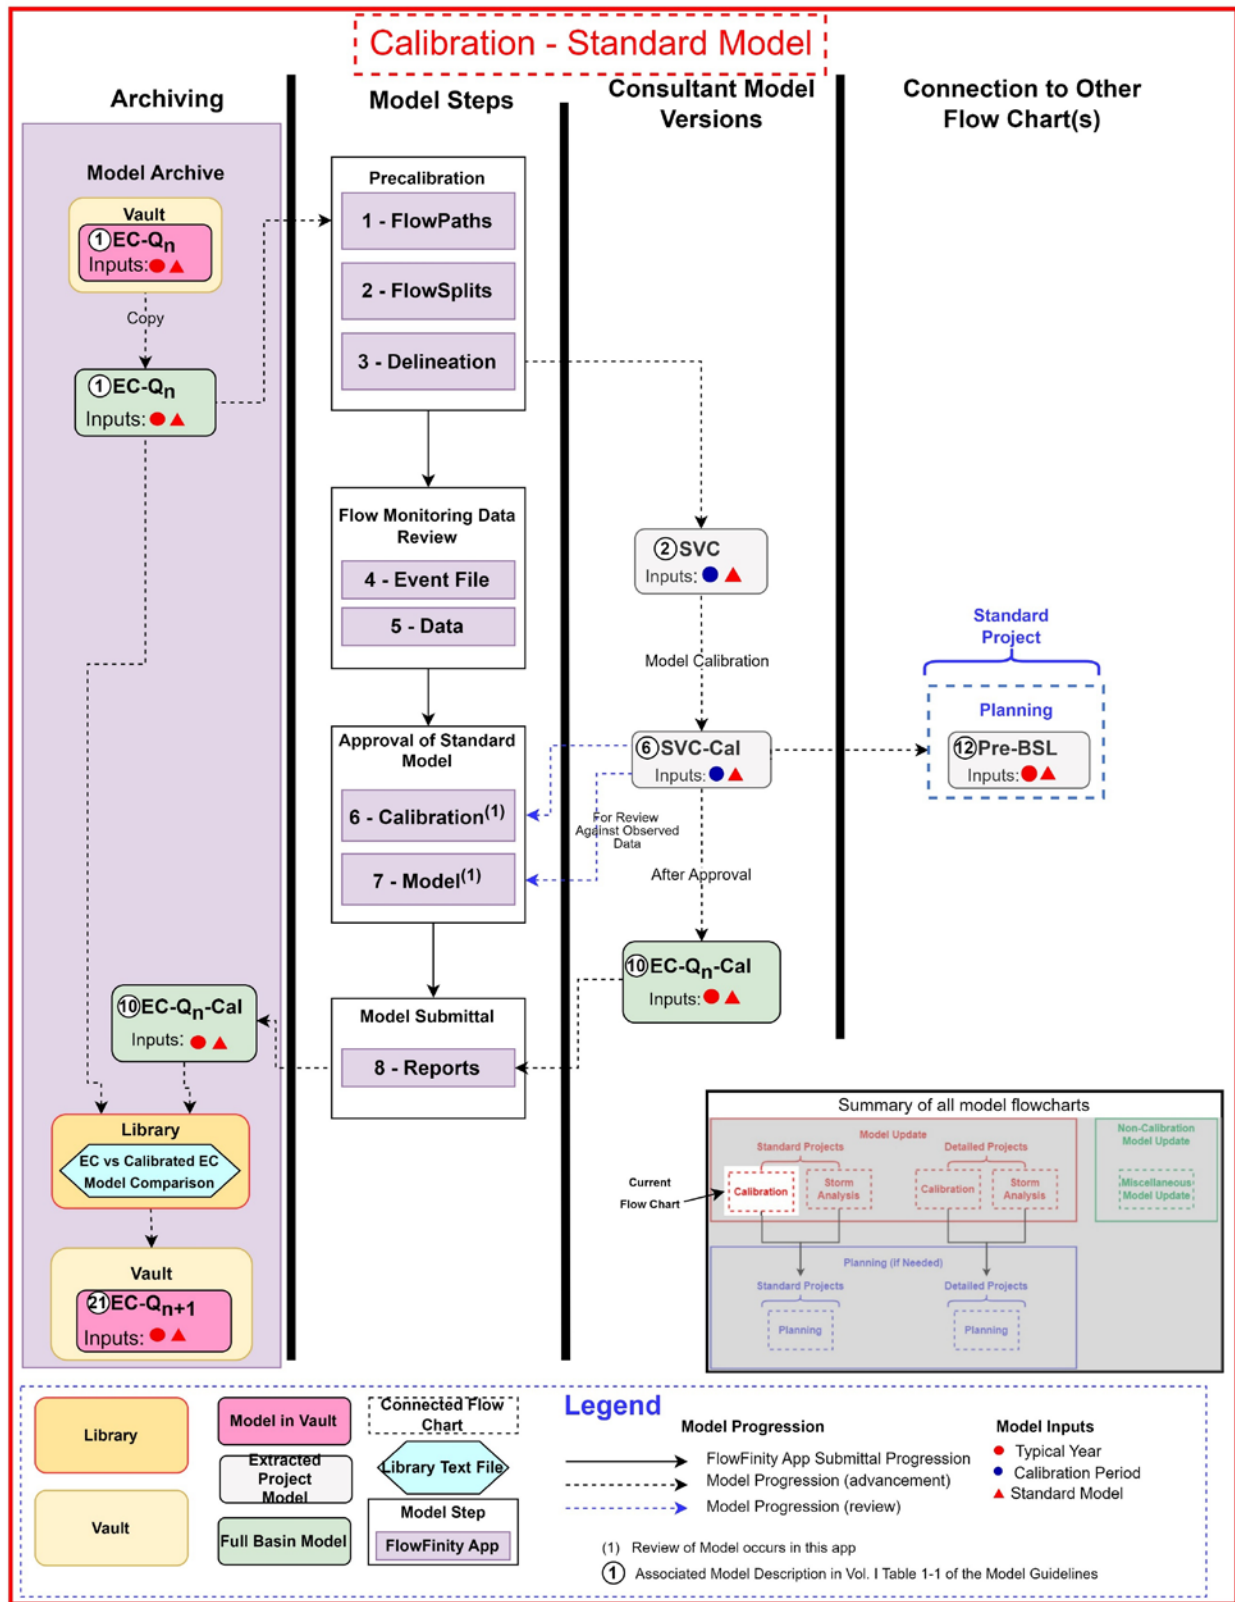 Calibration - Standard Model
Archiving
Model Steps
Consultant Model
Versions
Connection to Other
Flow Chart(s)
Model Archive
Vault
1 EC-Qn
Inputs:
Copy
1 EC-Qn
Inputs:
Precalibration
1 - FlowPaths
2 - FlowSplits
3 - Delineation
Flow Monitoring Data
Review
4 - Event File
5 - Data
2 SVC
Inputs:
Model Calibration
Standard
Project
Planning
12 Pre-BSL
Inputs:
Approval of Standard
Model
6 - Calibration(1)
7 - Model(1)
6 SVC-Cal
Inputs:
For Review
Against Observed
Data
After Approval
10 EC-Qn-Cal
Inputs:
Model Submittal
8 - Reports
10 EC-Qn-Cal
Inputs:
Library
EC vs Calibrated EC
Model Comparison
Vault
21 EC-Qn+1
Inputs:
Summary of all model flowcharts
Model Update
Standard Projects
Detailed Projects
Calibration
Storm
Analysis
Calibration
Storm
Analysis
Non-Calibration
Model Update
Miscellaneous
Model Update
Current
Flow Chart
Planning (If Needed)
Standard Projects
Detailed Projects
Planning
Planning
Legend
Library
Vault
Model in Vault
Extracted
Project
Model
Full Basin Model
Connected Flow
Chart
Library Text File
Model Step
FlowFinity App
Model Progression
FlowFinity App Submittal Progression
Model Progression (advancement)
Model Progression (review)
Model Inputs
Typical Year
Calibration Period
Standard Model
(1) Review of Model occurs in this app
1 Associated Model Description in Vol. I Table 1-1 of the Model Guidelines